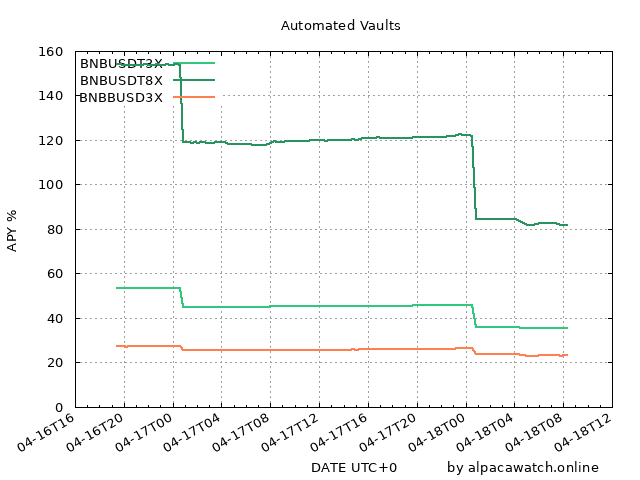 Automated Vaults
160
140
120
100
80
60
40
20
0
APY %
BNBUSDT3X
BNBUSDT8X
BNBBUSD3X
04-16T16
04-16T20
04-17T00
04-17T04
04-17T08
04-17T12
04-17T16
04-17T20
04-18T00
04-18T04
04-18T08
04-18T12
DATE UTC+0
by alpacawatch.online